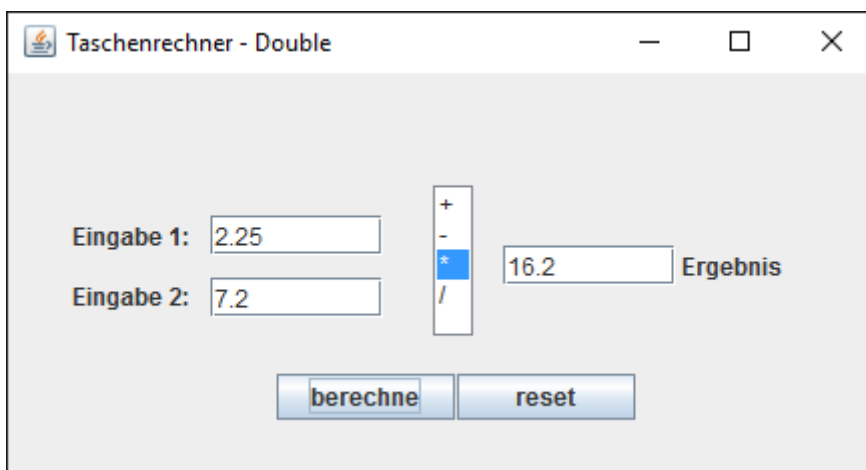 Taschenrechner - Double
+
Eingabe 1: 2.25
-
*
16.2 Ergebnis
Eingabe 2: 7.2
/
berechne reset